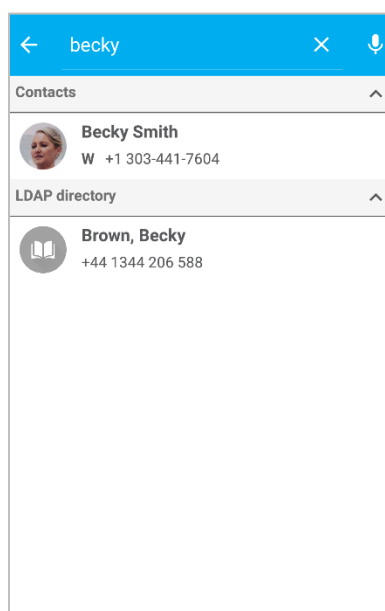 becky
Contacts
Becky Smith
W +1 303-441-7604
LDAP directory
Brown, Becky
+44 1344 206 588